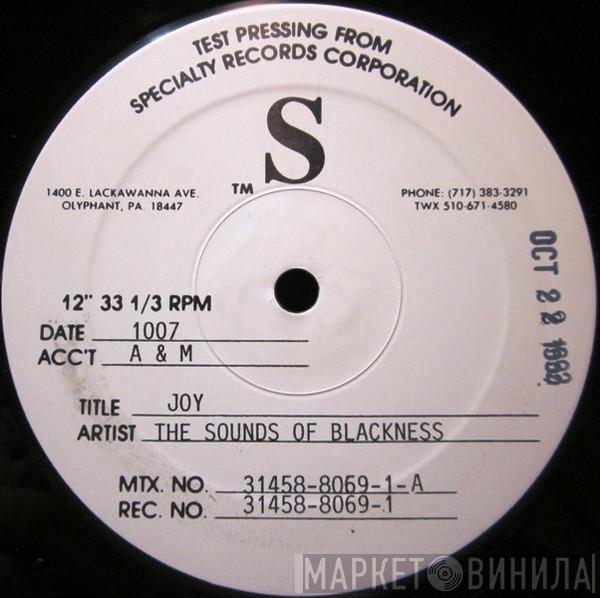 TEST PRESSING FROM
SPECIALTY RECORDS CORPORATION
S
TM
1400 E. LACKAWANNA AVE.
OLYPHANT, PA. 18447
PHONE: (717) 383-3291
TWX 510-671-4580
OCT 22
12" 33 1/3 RPM
DATE 1007
ACC'T A & M
TITLE JOY
ARTIST THE SOUNDS OF BLACKNESS
MTX. NO. 31458-8069-1-A
REC. NO. 31458-8069-1
МАРКЕТ ВИНИЛА